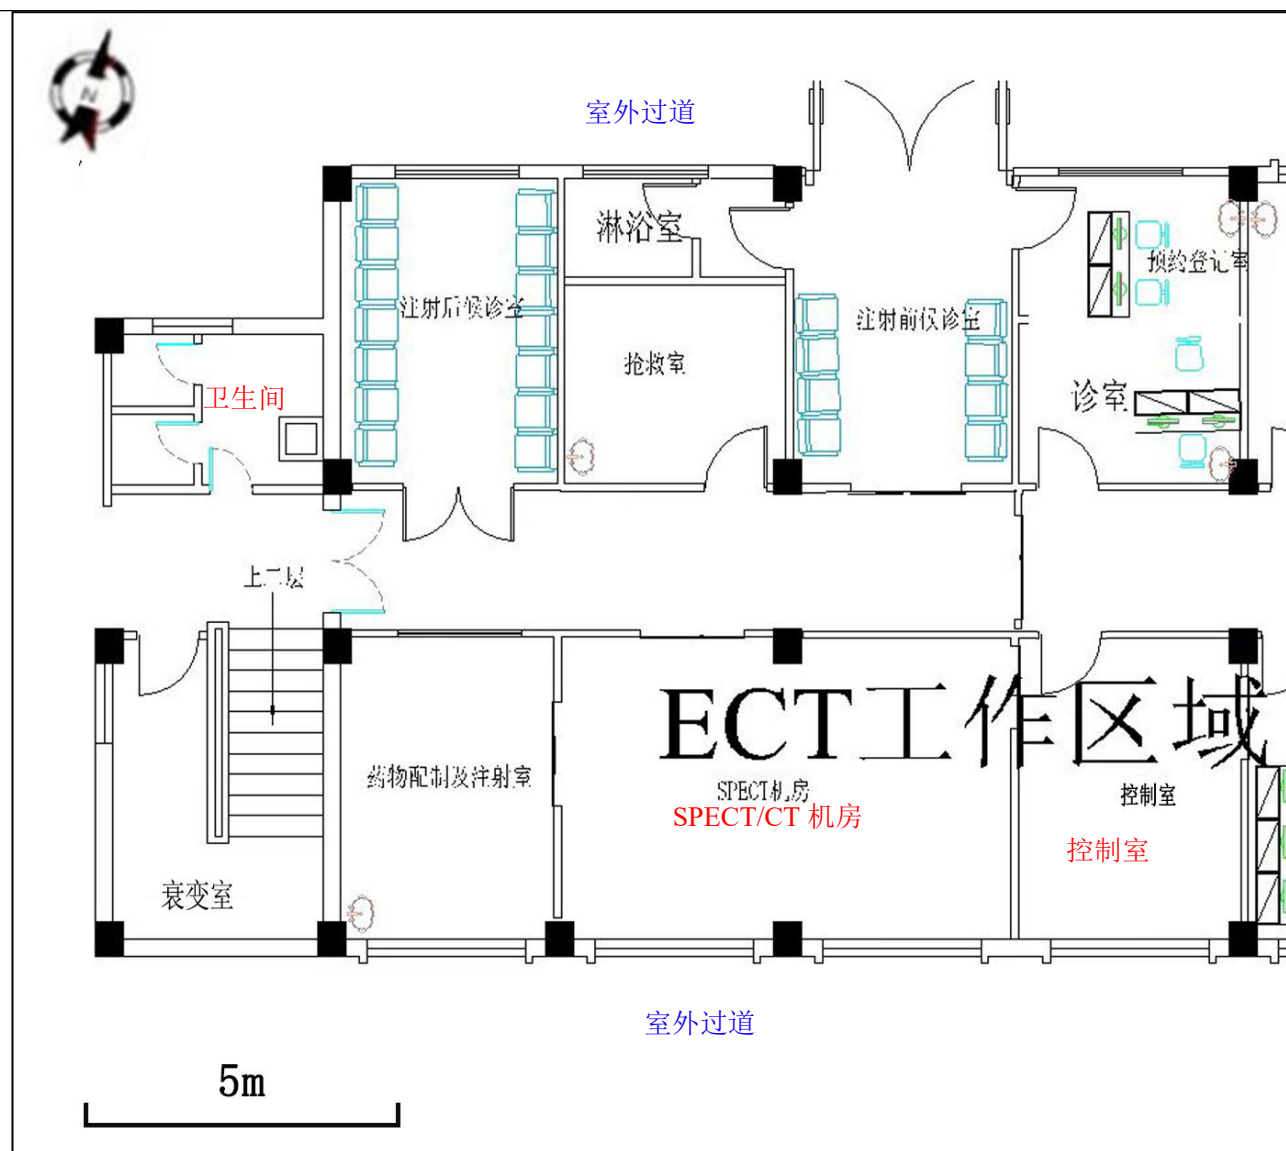 N
室外过道
淋浴室
预约登记室
注射后候诊室
注射前候诊室
抢救室
卫生间
诊室
上二层
ECT工作区域
药物配制及注射室
SPECT机房
控制室
SPECT/CT 机房
控制室
衰变室
室外过道
5m